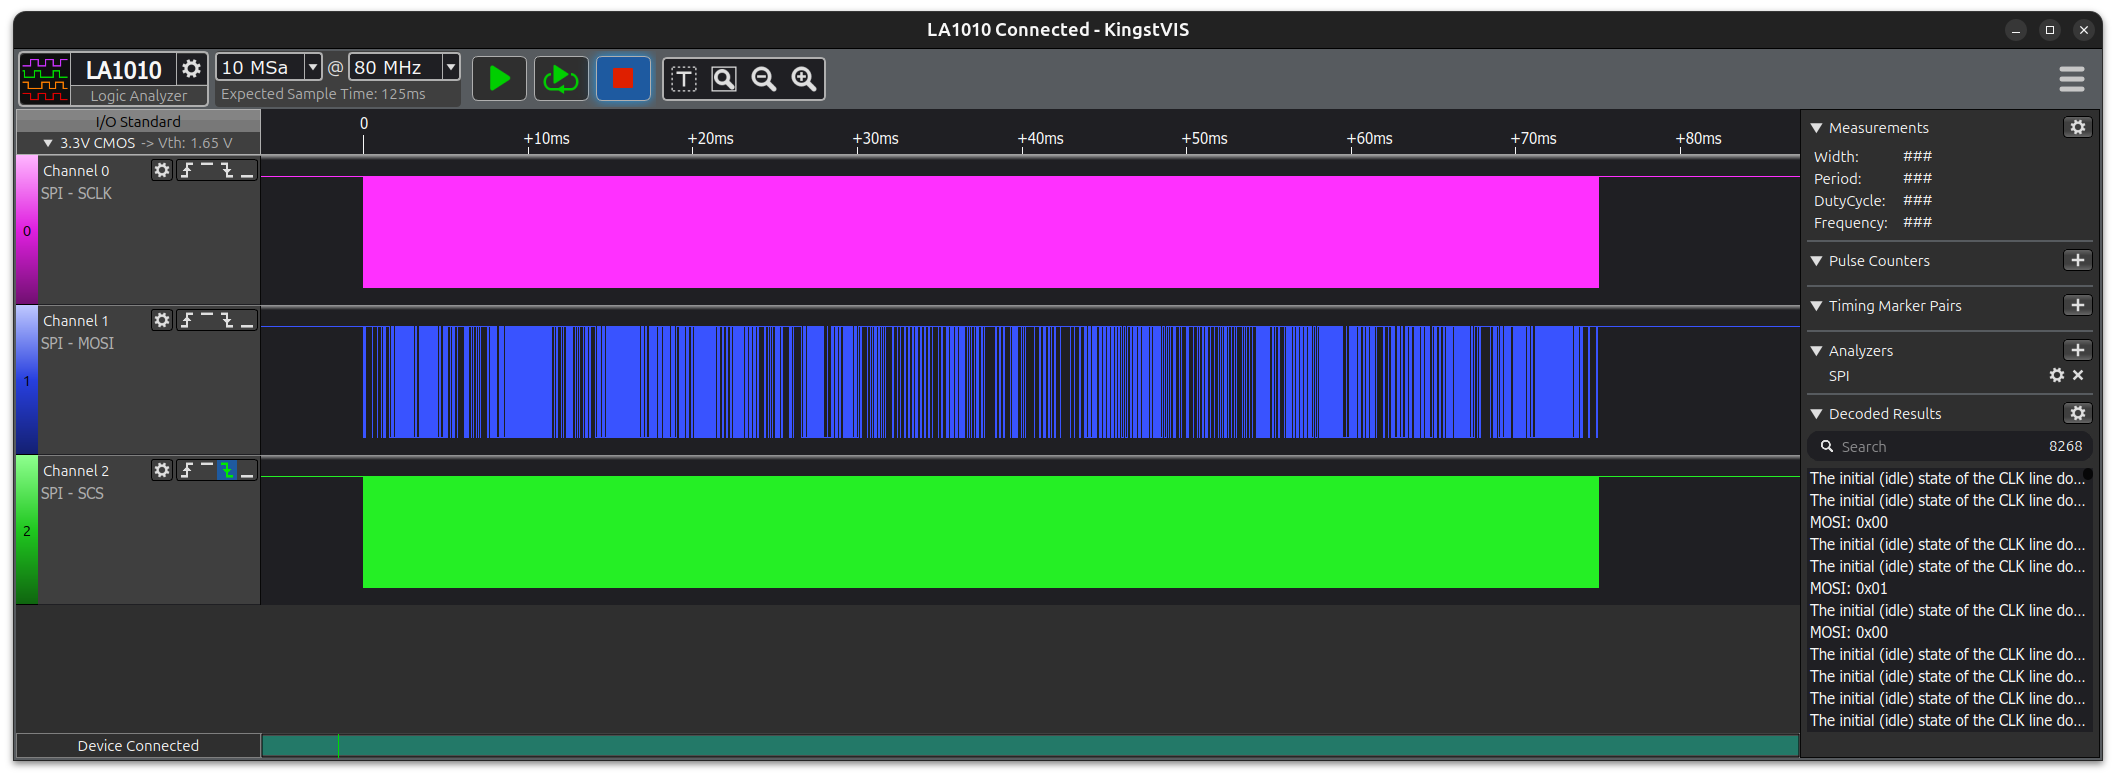 LA1010 Connected - KingstVIS
LA1010
Logic Analyzer
10 MSa @ 80 MHz
Expected Sample Time: 125ms
T
I/O Standard
3.3V CMOS -> Vth: 1.65 V
0 +10ms +20ms +30ms +40ms +50ms +60ms +70ms +80ms
Channel 0
SPI - SCLK
0
Channel 1
SPI - MOSI
1
Channel 2
SPI - SCS
2
Device Connected
Measurements
Width: ###
Period: ###
DutyCycle: ###
Frequency: ###
Pulse Counters
Timing Marker Pairs
Analyzers
SPI
Decoded Results
Search 8268
The initial (idle) state of the CLK line do...
The initial (idle) state of the CLK line do...
MOSI: 0x00
The initial (idle) state of the CLK line do...
The initial (idle) state of the CLK line do...
MOSI: 0x01
The initial (idle) state of the CLK line do...
MOSI: 0x00
The initial (idle) state of the CLK line do...
The initial (idle) state of the CLK line do...
The initial (idle) state of the CLK line do...
The initial (idle) state of the CLK line do...